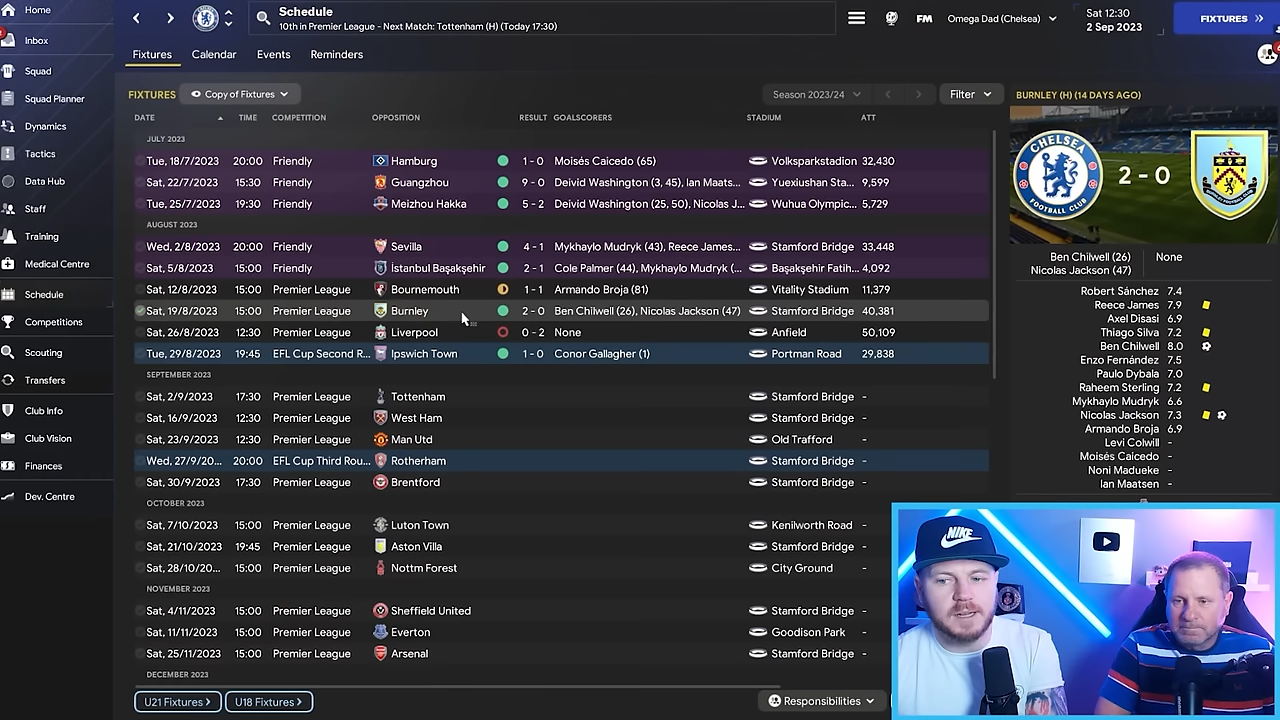 Home
Inbox
Squad
Squad Planner
Dynamics
Tactics
Data Hub
Staff
Training
Medical Centre
Schedule
Competitions
Scouting
Transfers
Club Info
Club Vision
Finances
Dev. Centre
Schedule
10th in Premier League - Next Match: Tottenham (H) (Today 17:30)
FM
Omega Dad (Chelsea)
Sat 12:30
2 Sep 2023
FIXTURES
Fixtures Calendar Events Reminders
FIXTURES Copy of Fixtures Season 2023/24 Filter
DATE TIME COMPETITION OPPOSITION RESULT GOALSCORERS STADIUM ATT
JULY 2023
Tue, 18/7/2023 20:00 Friendly Hamburg 1 - 0 Moisés Caicedo (65) Volksparkstadion 32,430
Sat, 22/7/2023 15:30 Friendly Guangzhou 9 - 0 Deivid Washington (3, 45), Ian Maats... Yuexiushan Sta... 9,599
Tue, 25/7/2023 19:30 Friendly Meizhou Hakka 5 - 2 Deivid Washington (25, 50), Nicolas J... Wuhua Olympic... 5,729
AUGUST 2023
Wed, 2/8/2023 20:00 Friendly Sevilla 4 - 1 Mykhaylo Mudryk (43), Reece James... Stamford Bridge 33,448
Sat, 5/8/2023 15:00 Friendly İstanbul Başakşehir 2 - 1 Cole Palmer (44), Mykhaylo Mudryk (... Başakşehir Fatih... 4,092
Sat, 12/8/2023 15:00 Premier League Bournemouth 1 - 1 Armando Broja (81) Vitality Stadium 11,379
Sat, 19/8/2023 15:00 Premier League Burnley 2 - 0 Ben Chilwell (26), Nicolas Jackson (47) Stamford Bridge 40,381
Sat, 26/8/2023 12:30 Premier League Liverpool 0 - 2 None Anfield 50,109
Tue, 29/8/2023 19:45 EFL Cup Second R... Ipswich Town 1 - 0 Conor Gallagher (1) Portman Road 29,838
SEPTEMBER 2023
Sat, 2/9/2023 17:30 Premier League Tottenham Stamford Bridge -
Sat, 16/9/2023 12:30 Premier League West Ham Stamford Bridge -
Sat, 23/9/2023 12:30 Premier League Man Utd Old Trafford -
Wed, 27/9/20... 20:00 EFL Cup Third Rou... Rotherham Stamford Bridge -
Sat, 30/9/2023 17:30 Premier League Brentford Stamford Bridge -
OCTOBER 2023
Sat, 7/10/2023 15:00 Premier League Luton Town Kenilworth Road -
Sat, 21/10/2023 19:45 Premier League Aston Villa Stamford Bridge -
Sat, 28/10/20... 15:00 Premier League Nottm Forest City Ground -
NOVEMBER 2023
Sat, 4/11/2023 15:00 Premier League Sheffield United Stamford Bridge -
Sat, 11/11/2023 15:00 Premier League Everton Goodison Park -
Sat, 25/11/2023 15:00 Premier League Arsenal Stamford Bridge -
DECEMBER 2023
U21 Fixtures U18 Fixtures Responsibilities
BURNLEY (H) (14 DAYS AGO)
CHELSEA
FOOTBALL CLUB
2 - 0
Ben Chilwell (26) None
Nicolas Jackson (47)
Robert Sánchez 7.4
Reece James 7.9
Axel Disasi 6.9
Thiago Silva 7.2
Ben Chilwell 8.0
Enzo Fernández 7.5
Paulo Dybala 7.0
Raheem Sterling 7.2
Mykhaylo Mudryk 6.6
Nicolas Jackson 7.3
Armando Broja 6.9
Levi Colwill -
Moisés Caicedo -
Noni Madueke -
Ian Maatsen -
NIKE